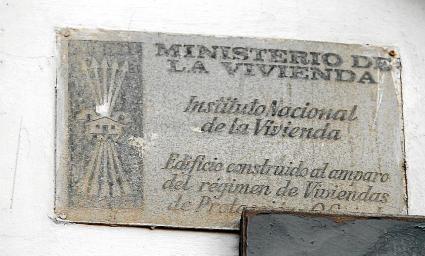 MINISTERIO DE
LA VIVIENDA
Instituto Nacional
de la Vivienda
Edificio construido al amparo
del régimen de Viviendas
de